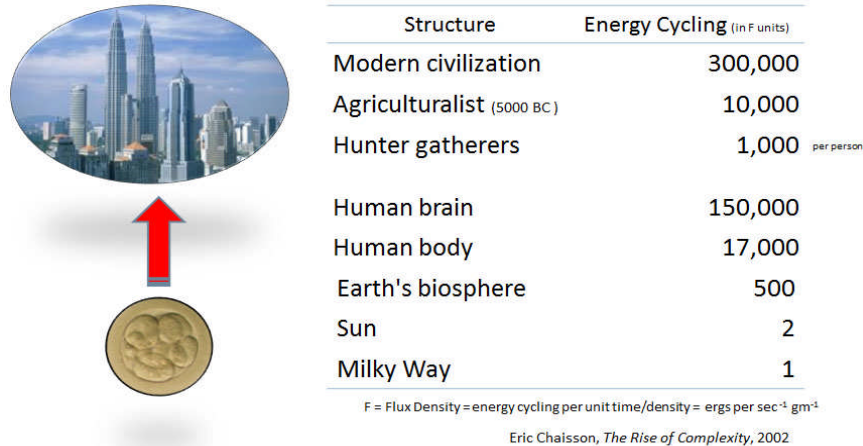 Structure Energy Cycling (in F units)
Modern civilization 300,000
Agriculturalist (5000 BC ) 10,000
Hunter gatherers 1,000 per person
Human brain 150,000
Human body 17,000
Earth's biosphere 500
Sun 2
Milky Way 1
F = Flux Density = energy cycling per unit time/density = ergs per sec⁻¹ gm⁻¹
Eric Chaisson, The Rise of Complexity, 2002